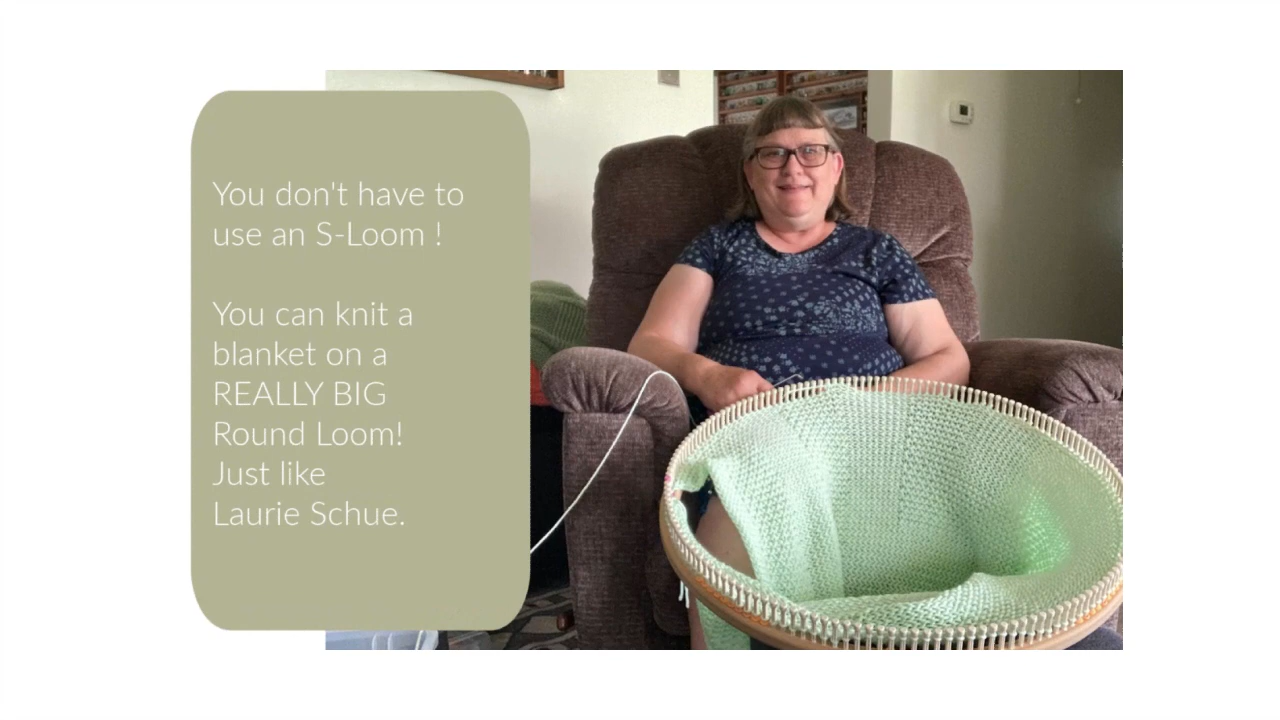 You don't have to
use an S-Loom !
You can knit a
blanket on a
REALLY BIG
Round Loom!
Just like
Laurie Schue.